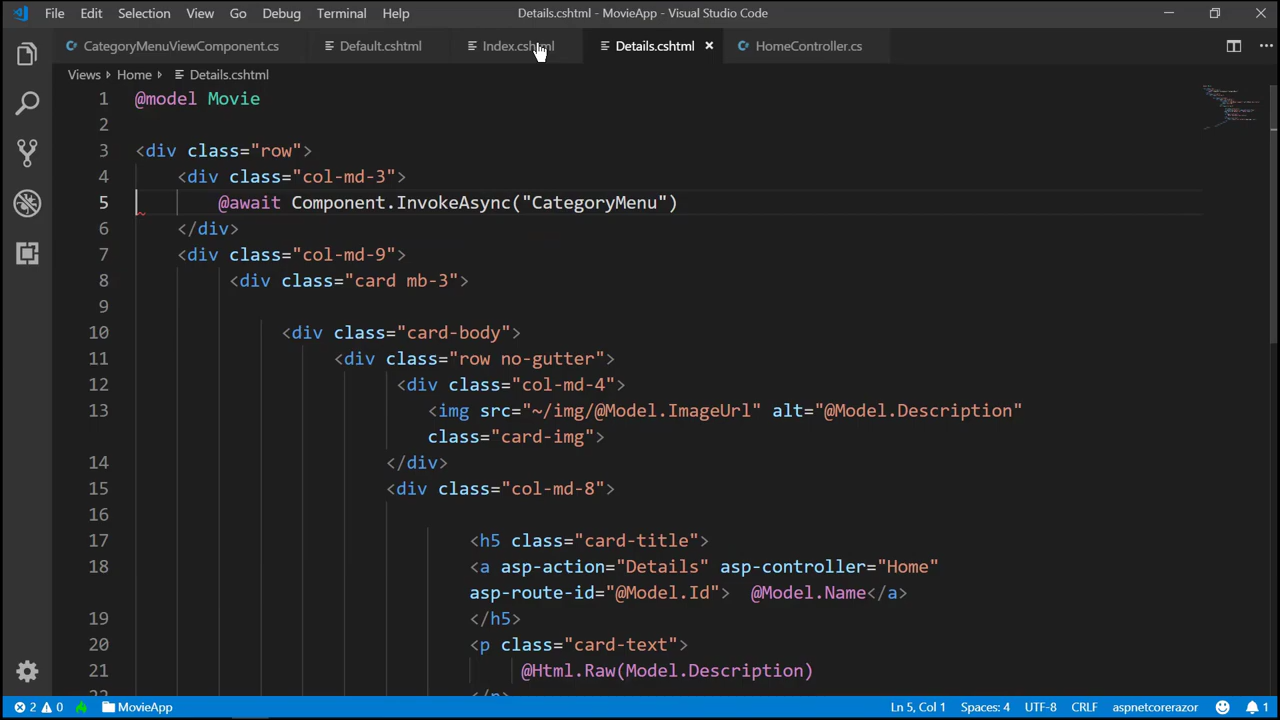 File Edit Selection View Go Debug Terminal Help Details.cshtml - MovieApp - Visual Studio Code
CategoryMenuViewComponent.cs Default.cshtml Index.cshtml Details.cshtml HomeController.cs
Views > Home > Details.cshtml
1 @model Movie
2
3 <div class="row">
4 <div class="col-md-3">
5 @await Component.InvokeAsync("CategoryMenu")
6 </div>
7 <div class="col-md-9">
8 <div class="card mb-3">
9
10 <div class="card-body">
11 <div class="row no-gutter">
12 <div class="col-md-4">
13 <img src="~/img/@Model.ImageUrl" alt="@Model.Description"
class="card-img">
14 </div>
15 <div class="col-md-8">
16
17 <h5 class="card-title">
18 <a asp-action="Details" asp-controller="Home"
asp-route-id="@Model.Id"> @Model.Name</a>
19 </h5>
20 <p class="card-text">
21 @Html.Raw(Model.Description)
22 </p>
2 0 MovieApp Ln 5, Col 1 Spaces: 4 UTF-8 CRLF aspnetcorerazor 1